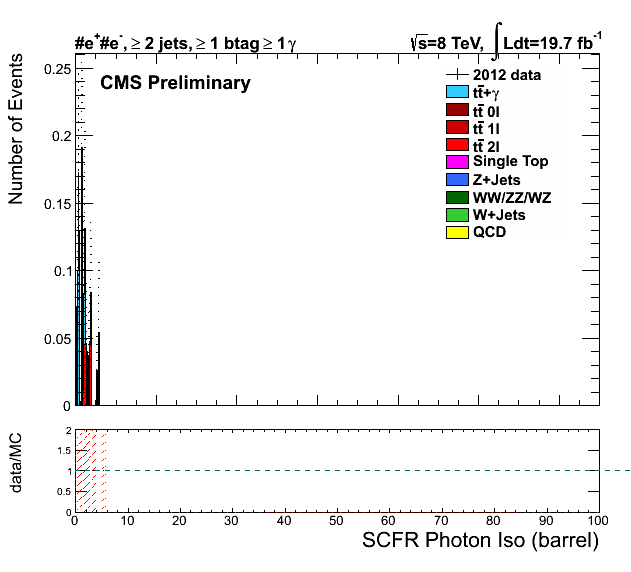 #e⁺#e⁻, ≥ 2 jets, ≥ 1 btag ≥ 1 γ
√s=8 TeV, ∫Ldt=19.7 fb⁻¹
CMS Preliminary
2012 data
tt̄+γ
tt̄ 0l
tt̄ 1l
tt̄ 2l
Single Top
Z+Jets
WW/ZZ/WZ
W+Jets
QCD
Number of Events
0.25
0.2
0.15
0.1
0.05
0
data/MC
2
1.5
1
0.5
0
0 10 20 30 40 50 60 70 80 90 100
SCFR Photon Iso (barrel)